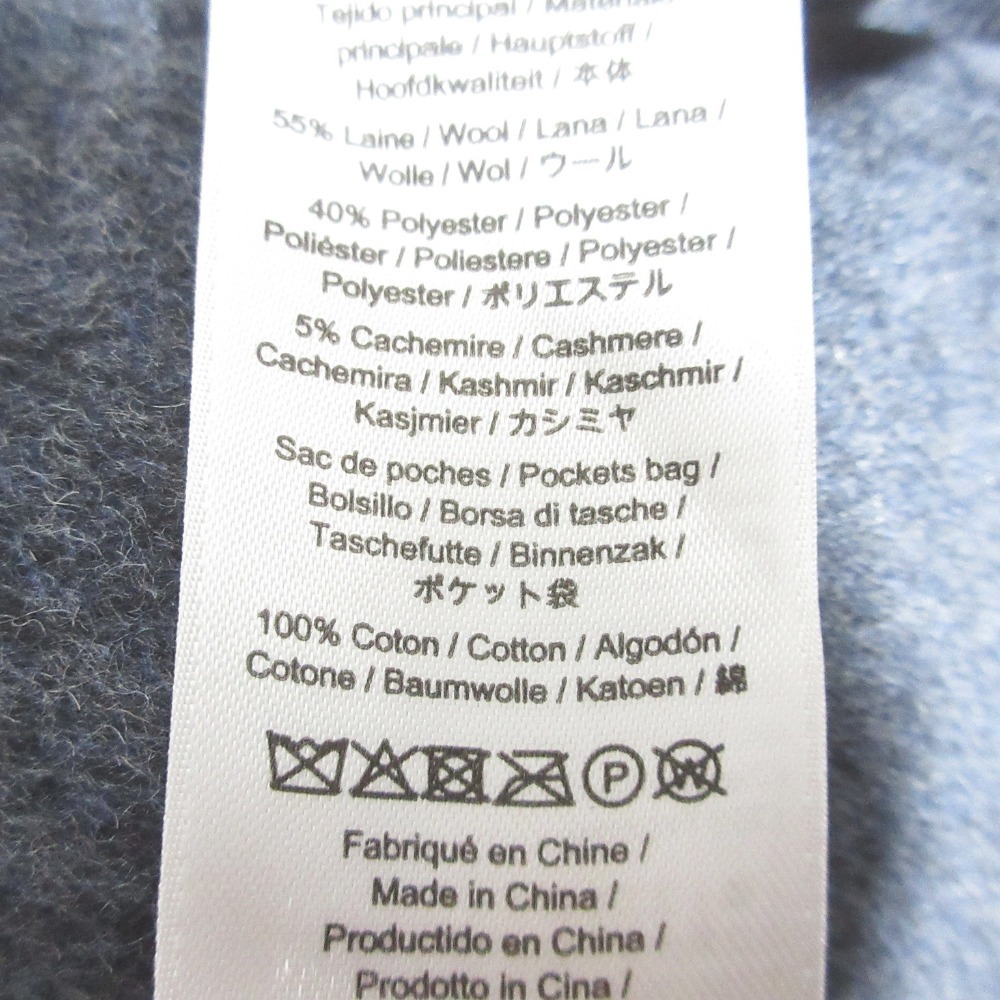 Tejido principal /
principale / Hauptstoff /
Hoofdkwaliteit / 本体
55% Laine / Wool / Lana / Lana /
Wolle / Wol / ウール
40% Polyester / Polyester /
Poliéster / Poliestere / Polyester /
Polyester / ポリエステル
5% Cachemire / Cashmere /
Cachemira / Kashmir / Kaschmir /
Kasjmier / カシミヤ
Sac de poches / Pockets bag /
Bolsillo / Borsa di tasche /
Taschefutte / Binnenzak /
ポケット袋
100% Coton / Cotton / Algodón /
Cotone / Baumwolle / Katoen / 綿
P W
Fabriqué en Chine /
Made in China /
Productido en China /
Prodotto in Cina /